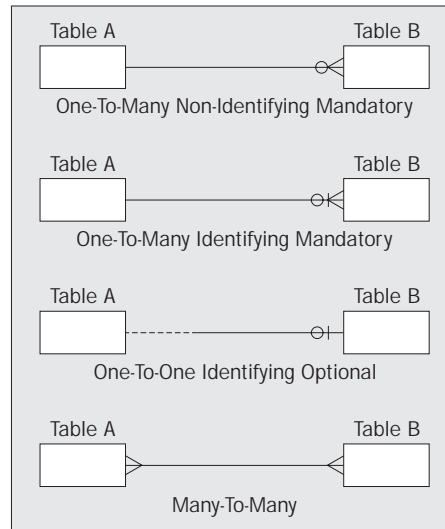 Table A Table B
One-To-Many Non-Identifying Mandatory
Table A Table B
One-To-Many Identifying Mandatory
Table A Table B
One-To-One Identifying Optional
Table A Table B
Many-To-Many